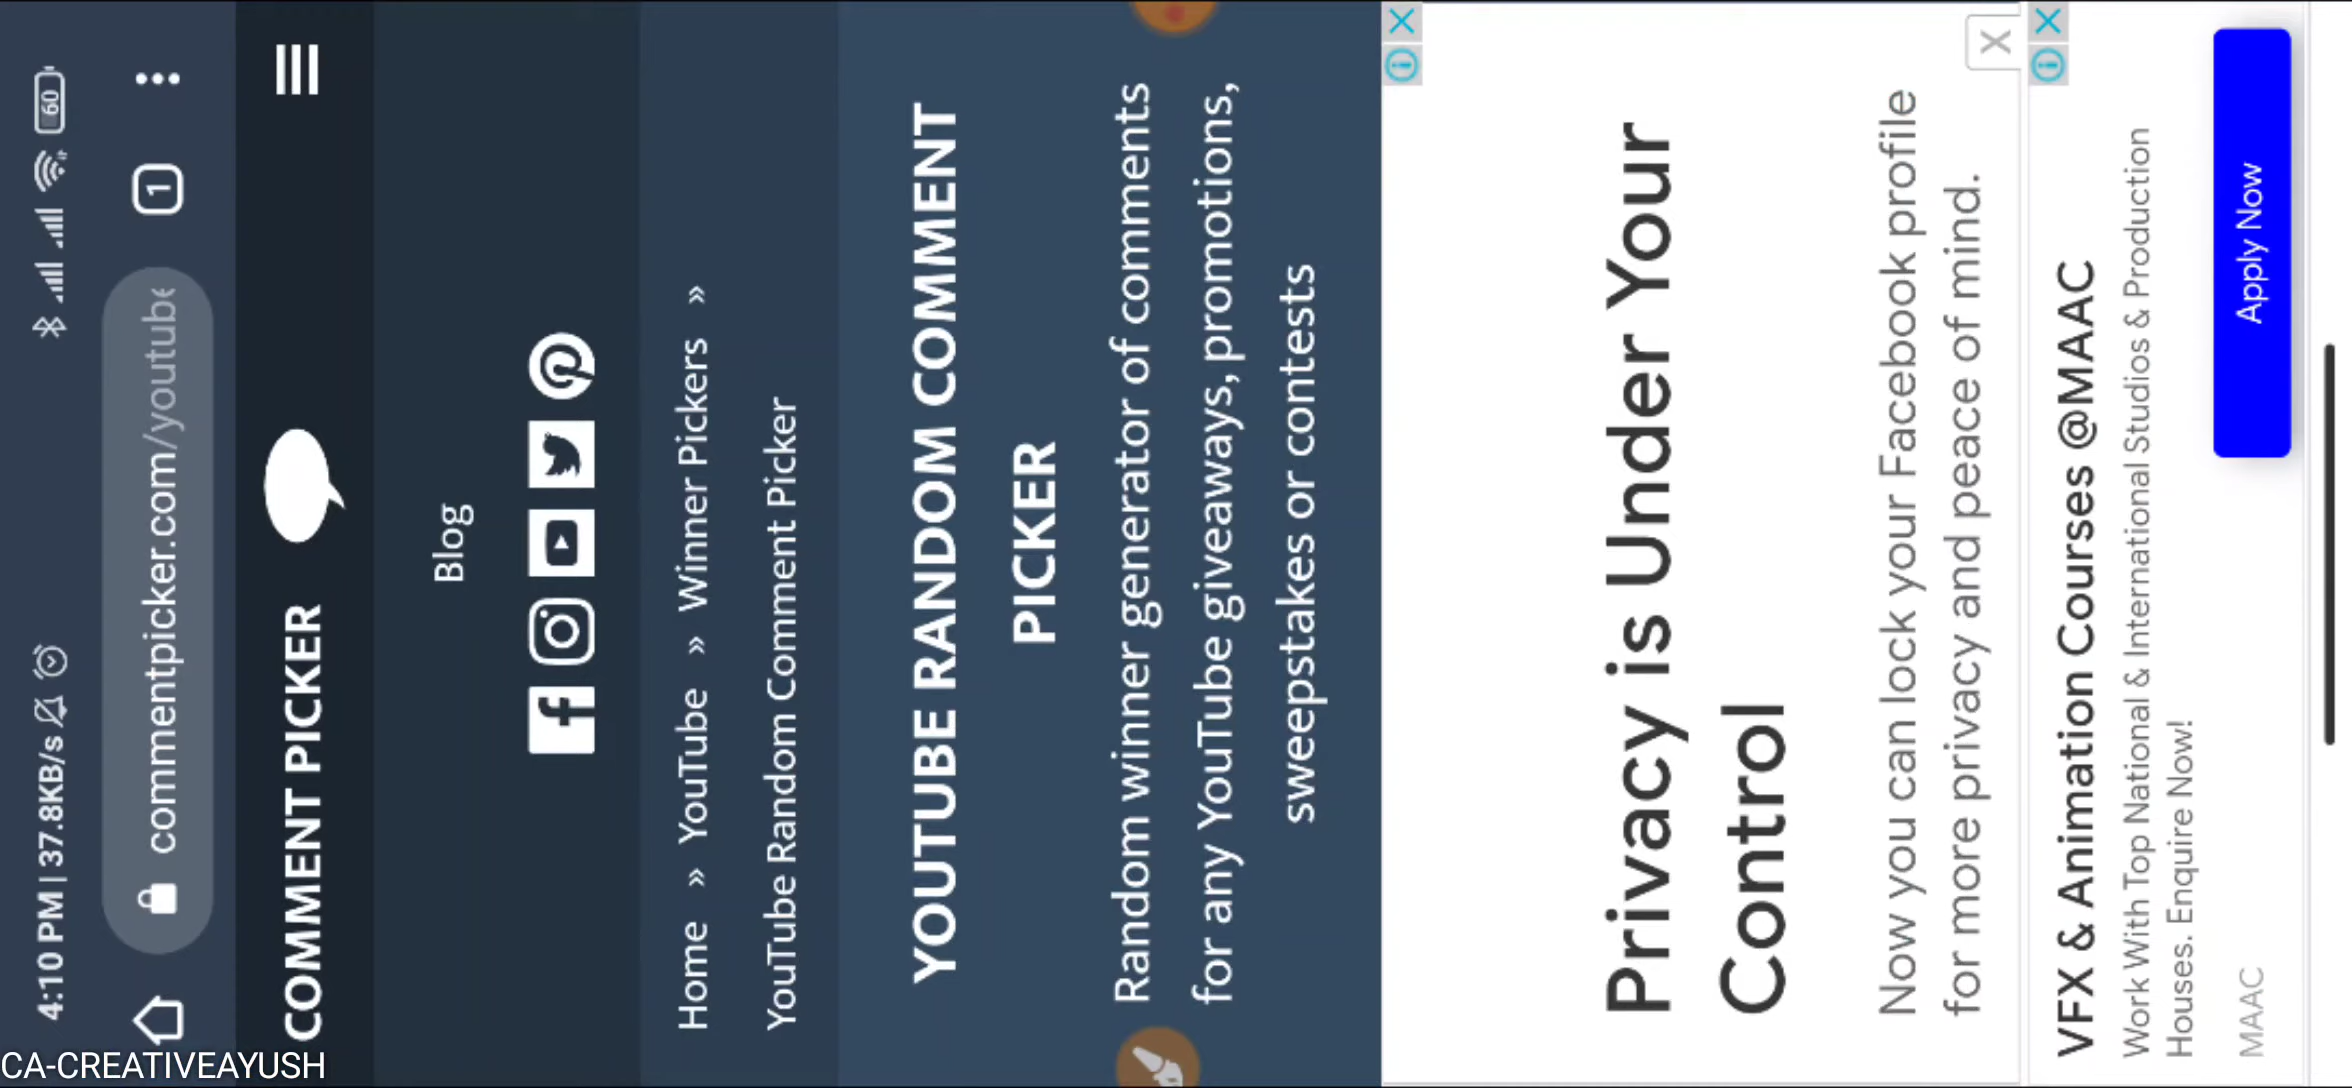 4:10 PM | 37.8KB/s
60
commentpicker.com/youtube
1
COMMENT PICKER
Blog
Home » YouTube » Winner Pickers »
YouTube Random Comment Picker
YOUTUBE RANDOM COMMENT
PICKER
Random winner generator of comments
for any YouTube giveaways, promotions,
sweepstakes or contests
Privacy is Under Your
Control
Now you can lock your Facebook profile
for more privacy and peace of mind.
X
VFX & Animation Courses @MAAC
Work With Top National & International Studios & Production
Houses. Enquire Now!
MAAC
Apply Now
CA-CREATIVEAYUSH